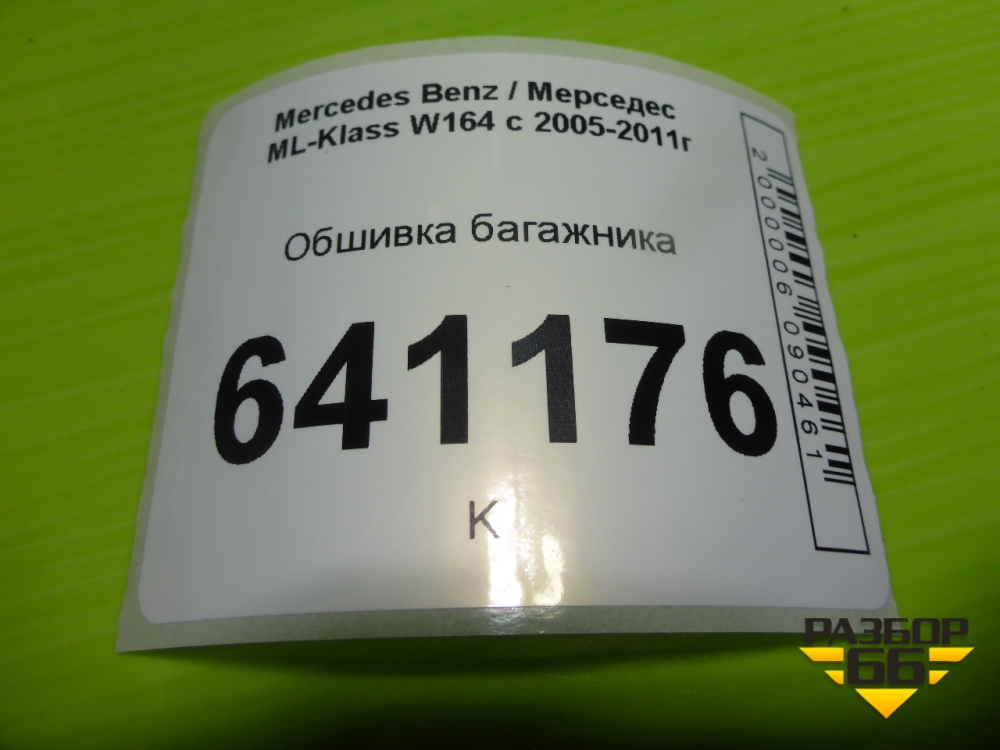 Mercedes Benz / Мерседес
ML-Klass W164 с 2005-2011г
Обшивка багажника
641176
К
2000006090461
РАЗБОР
66